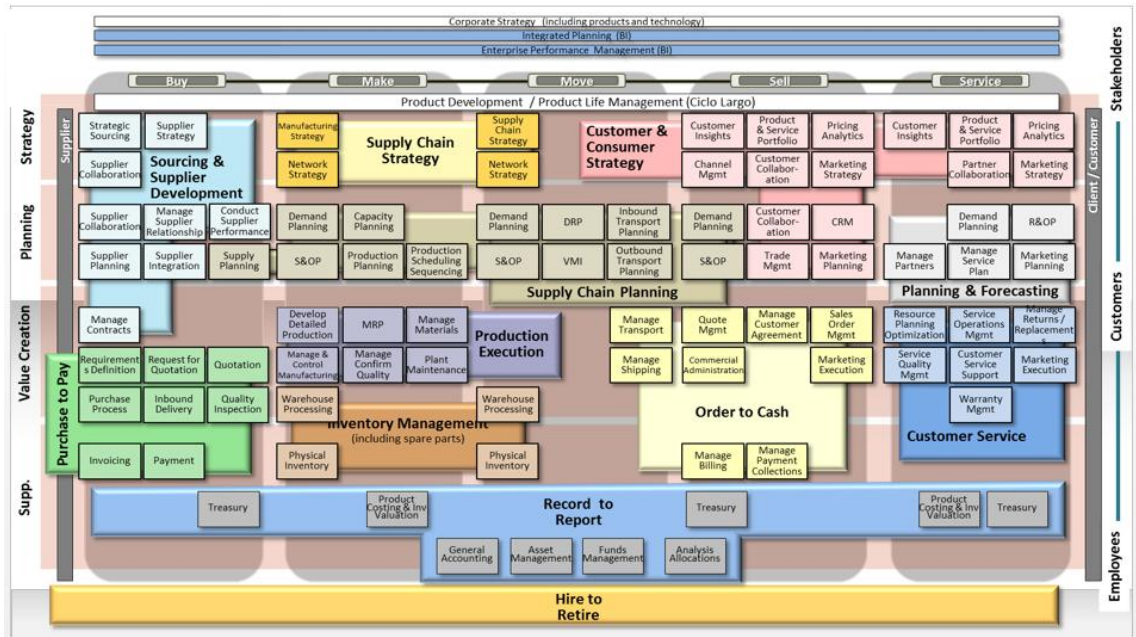 Corporate Strategy (including products and technology)
Integrated Planning (BI)
Enterprise Performance Management (BI)
Buy
Make
Move
Sell
Service
Product Development / Product Life Management (Ciclo Largo)
Stakeholders
Customers
Employees
Strategy
Planning
Value Creation
Supp.
Supplier
Client / Customer
Strategic
Sourcing
Supplier
Strategy
Supplier
Collaboration
Sourcing &
Supplier
Development
Manufacturing
Strategy
Network
Strategy
Supply Chain
Strategy
Supply
Chain
Strategy
Network
Strategy
Customer &
Consumer
Strategy
Customer
Insights
Product
& Service
Portfolio
Pricing
Analytics
Channel
Mgmt
Customer
Collabor-
ation
Marketing
Strategy
Customer
Insights
Product
& Service
Portfolio
Pricing
Analytics
Partner
Collaboration
Marketing
Strategy
Supplier
Collaboration
Manage
Supplier
Relationship
Conduct
Supplier
Performance
Supplier
Planning
Supplier
Integration
Supply
Planning
Demand
Planning
Capacity
Planning
S&OP
Production
Planning
Production
Scheduling
Sequencing
Demand
Planning
DRP
Inbound
Transport
Planning
S&OP
VMI
Outbound
Transport
Planning
Supply Chain Planning
Demand
Planning
Customer
Collabor-
ation
CRM
S&OP
Trade
Mgmt
Marketing
Planning
Demand
Planning
R&OP
Manage
Partners
Manage
Service
Plan
Marketing
Planning
Planning & Forecasting
Manage
Contracts
Requirement
s Definition
Request for
Quotation
Quotation
Purchase
Process
Inbound
Delivery
Quality
Inspection
Invoicing
Payment
Purchase to Pay
Develop
Detailed
Production
MRP
Manage
Materials
Manage &
Control
Manufacturing
Manage
Confirm
Quality
Plant
Maintenance
Production
Execution
Warehouse
Processing
Warehouse
Processing
Inventory Management
(including spare parts)
Physical
Inventory
Physical
Inventory
Manage
Transport
Quote
Mgmt
Manage
Customer
Agreement
Sales
Order
Mgmt
Manage
Shipping
Commercial
Administration
Marketing
Execution
Order to Cash
Manage
Billing
Manage
Payment
Collections
Resource
Planning
Optimization
Service
Operations
Mgmt
Manage
Returns /
Replacement
s
Service
Quality
Mgmt
Customer
Service
Support
Marketing
Execution
Warranty
Mgmt
Customer Service
Treasury
Product
Costing & Inv
Valuation
Record to
Report
Treasury
Product
Costing & Inv
Valuation
Treasury
General
Accounting
Asset
Management
Funds
Management
Analysis
Allocations
Hire to
Retire